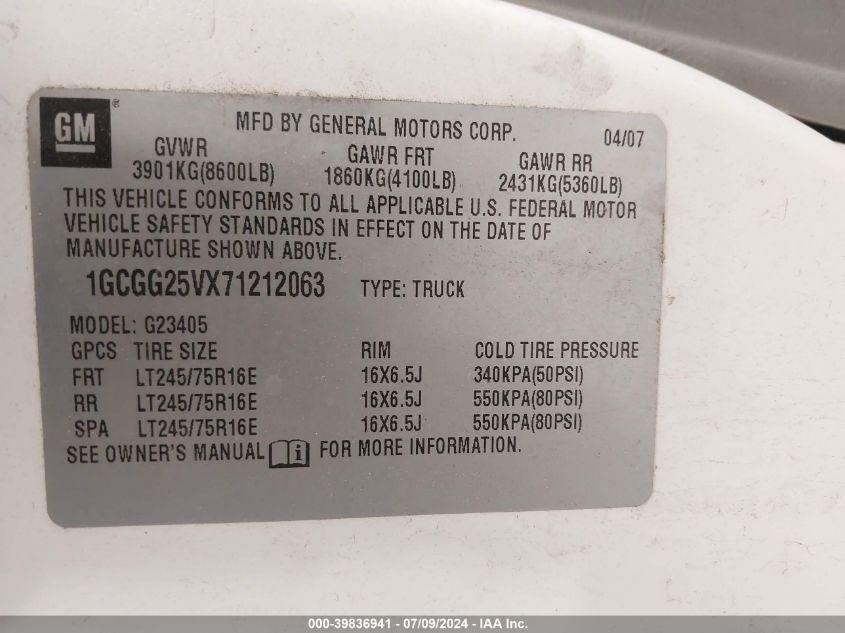 GM®
MFD BY GENERAL MOTORS CORP. 04/07
GVWR GAWR FRT GAWR RR
3901KG(8600LB) 1860KG(4100LB) 2431KG(5360LB)
THIS VEHICLE CONFORMS TO ALL APPLICABLE U.S. FEDERAL MOTOR
VEHICLE SAFETY STANDARDS IN EFFECT ON THE DATE OF
MANUFACTURE SHOWN ABOVE.
1GCGG25VX71212063 TYPE: TRUCK
MODEL: G23405
GPCS TIRE SIZE RIM COLD TIRE PRESSURE
FRT LT245/75R16E 16X6.5J 340KPA(50PSI)
RR LT245/75R16E 16X6.5J 550KPA(80PSI)
SPA LT245/75R16E 16X6.5J 550KPA(80PSI)
SEE OWNER'S MANUAL i FOR MORE INFORMATION.
000-39836941 - 07/09/2024 - IAA Inc.